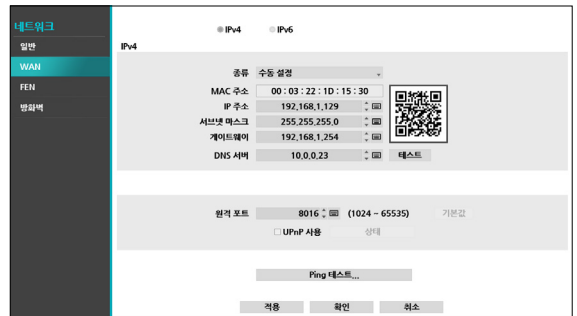 네트워크
일반
WAN
FEN
방화벽
IPv4 IPv6
IPv4
종류 수동 설정
MAC 주소 00 : 03 : 22 : 1D : 15 : 30
IP 주소 192,168,1,129
서브넷 마스크 255,255,255,0
게이트웨이 192,168,1,254
DNS 서버 10,0,0,23 테스트
원격 포트 8016 (1024 ~ 65535) 기본값
UPnP 사용 상태
Ping 테스트...
적용 확인 취소